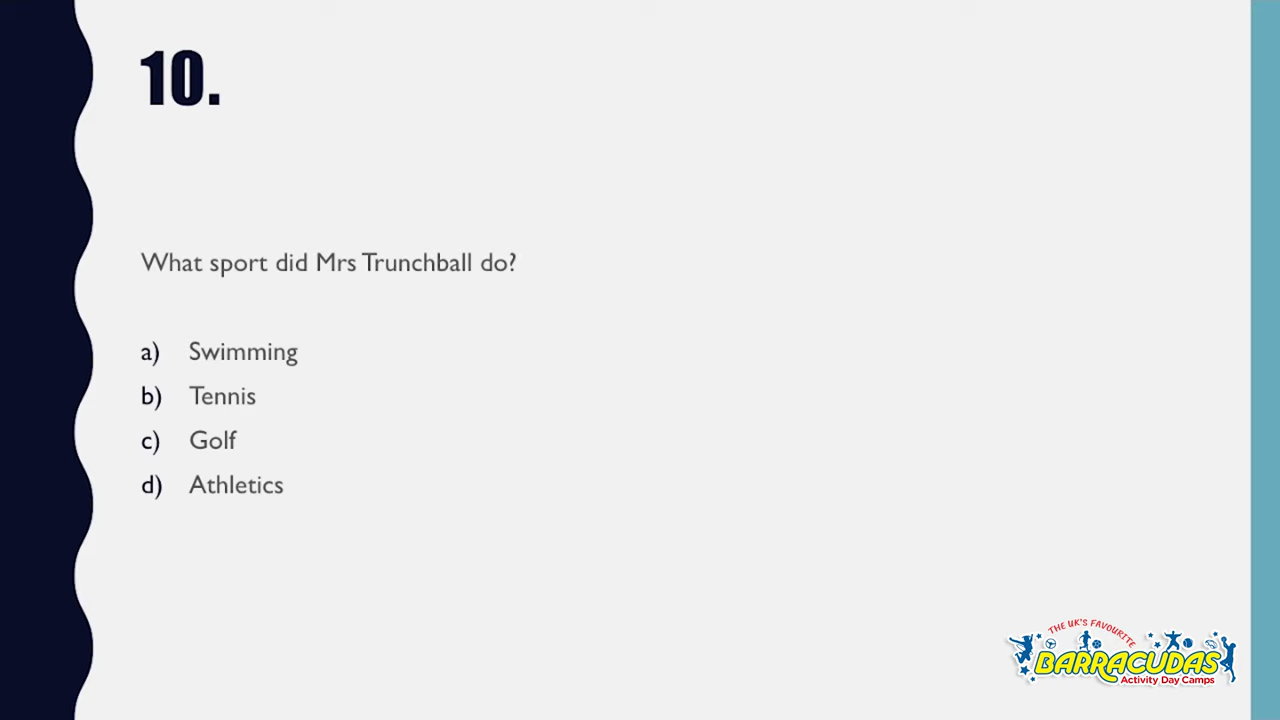 10.
What sport did Mrs Trunchball do?
a) Swimming
b) Tennis
c) Golf
d) Athletics
THE UK'S FAVOURITE
BARRACUDAS
Activity Day Camps